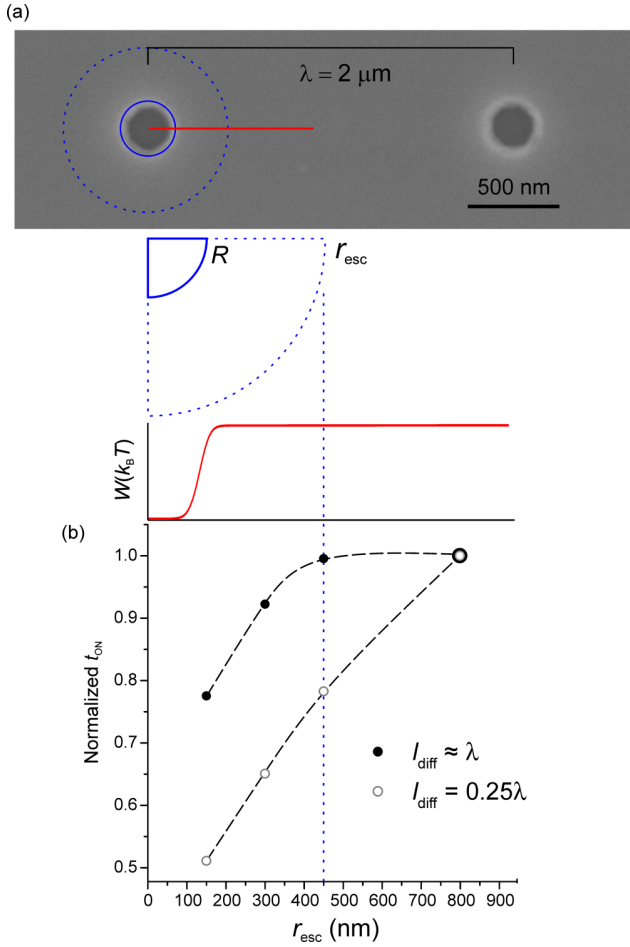 (a)
λ = 2 μm
500 nm
R
r_esc
W(k_BT)
(b)
1.0
0.9
0.8
0.7
0.6
0.5
Normalized t_ON
l_diff ≈ λ
l_diff = 0.25λ
0 100 200 300 400 500 600 700 800 900
r_esc (nm)